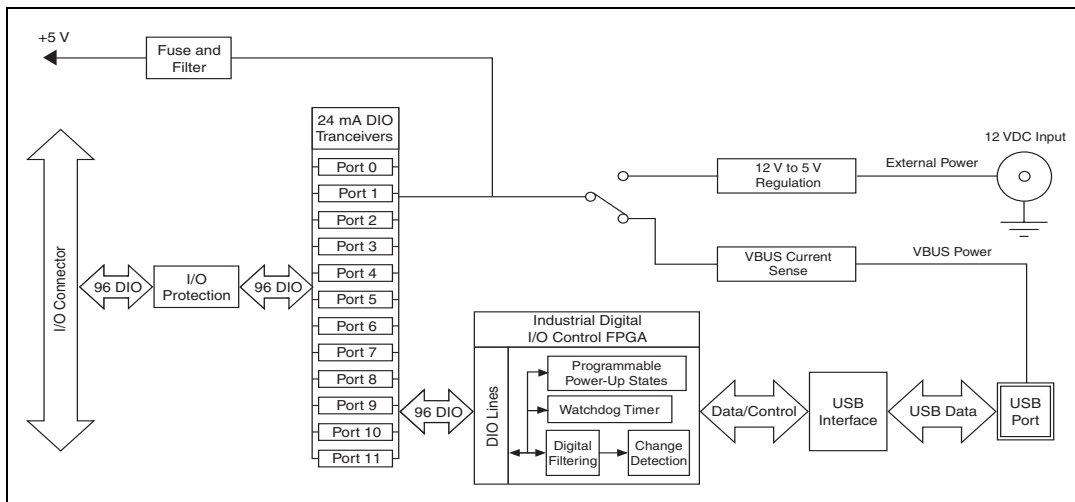 +5 V
Fuse and
Filter
24 mA DIO
Tranceivers
Port 0
Port 1
Port 2
Port 3
Port 4
Port 5
Port 6
Port 7
Port 8
Port 9
Port 10
Port 11
I/O Connector
96 DIO
I/O
Protection
96 DIO
12 VDC Input
12 V to 5 V
Regulation
External Power
VBUS Current
Sense
VBUS Power
96 DIO
Industrial Digital
I/O Control FPGA
DIO Lines
Programmable
Power-Up States
Watchdog Timer
Digital
Filtering
Change
Detection
Data/Control
USB
Interface
USB Data
USB
Port